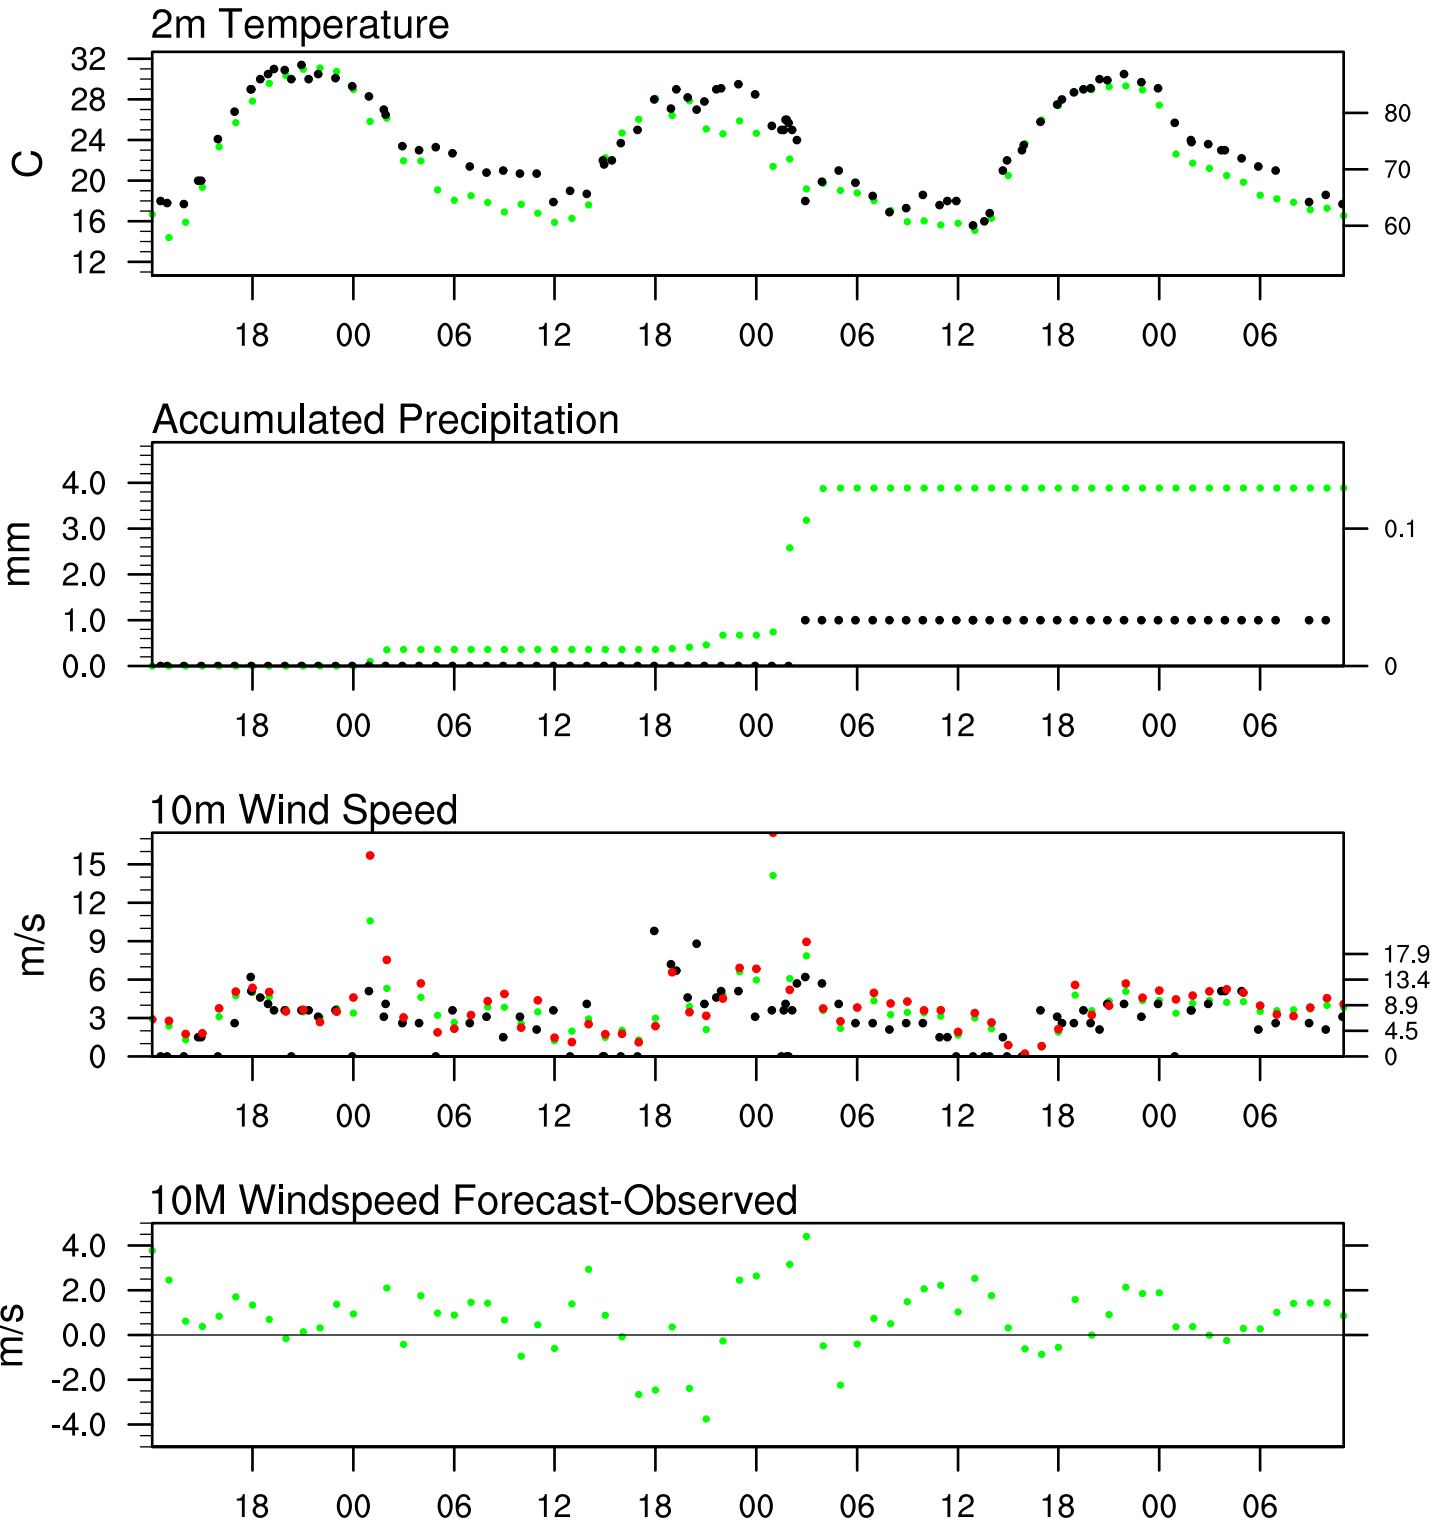 2m Temperature
32
28
24
20
16
12
C
80
70
60
18 00 06 12 18 00 06 12 18 00 06
Accumulated Precipitation
4.0
3.0
2.0
1.0
0.0
mm
0.1
0
18 00 06 12 18 00 06 12 18 00 06
10m Wind Speed
15
12
9
6
3
0
m/s
17.9
13.4
8.9
4.5
0
18 00 06 12 18 00 06 12 18 00 06
10M Windspeed Forecast-Observed
4.0
2.0
0.0
-2.0
-4.0
m/s
18 00 06 12 18 00 06 12 18 00 06